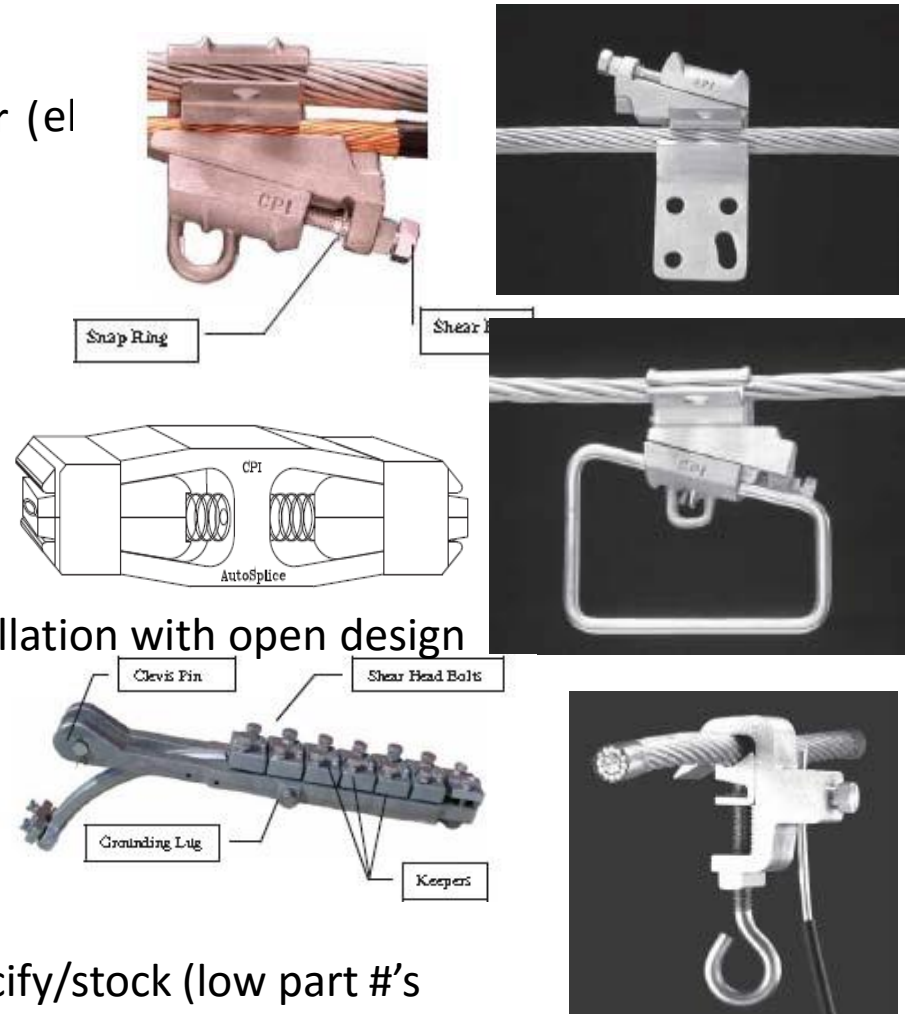 r (el
CPI
CPI
Snap Ring
Shear
CPI
CPI
AutoSplice
llation with open design
Clevis Pin
Shear Head Bolts
Grounding Lug
Keepers
cify/stock (low part #'s